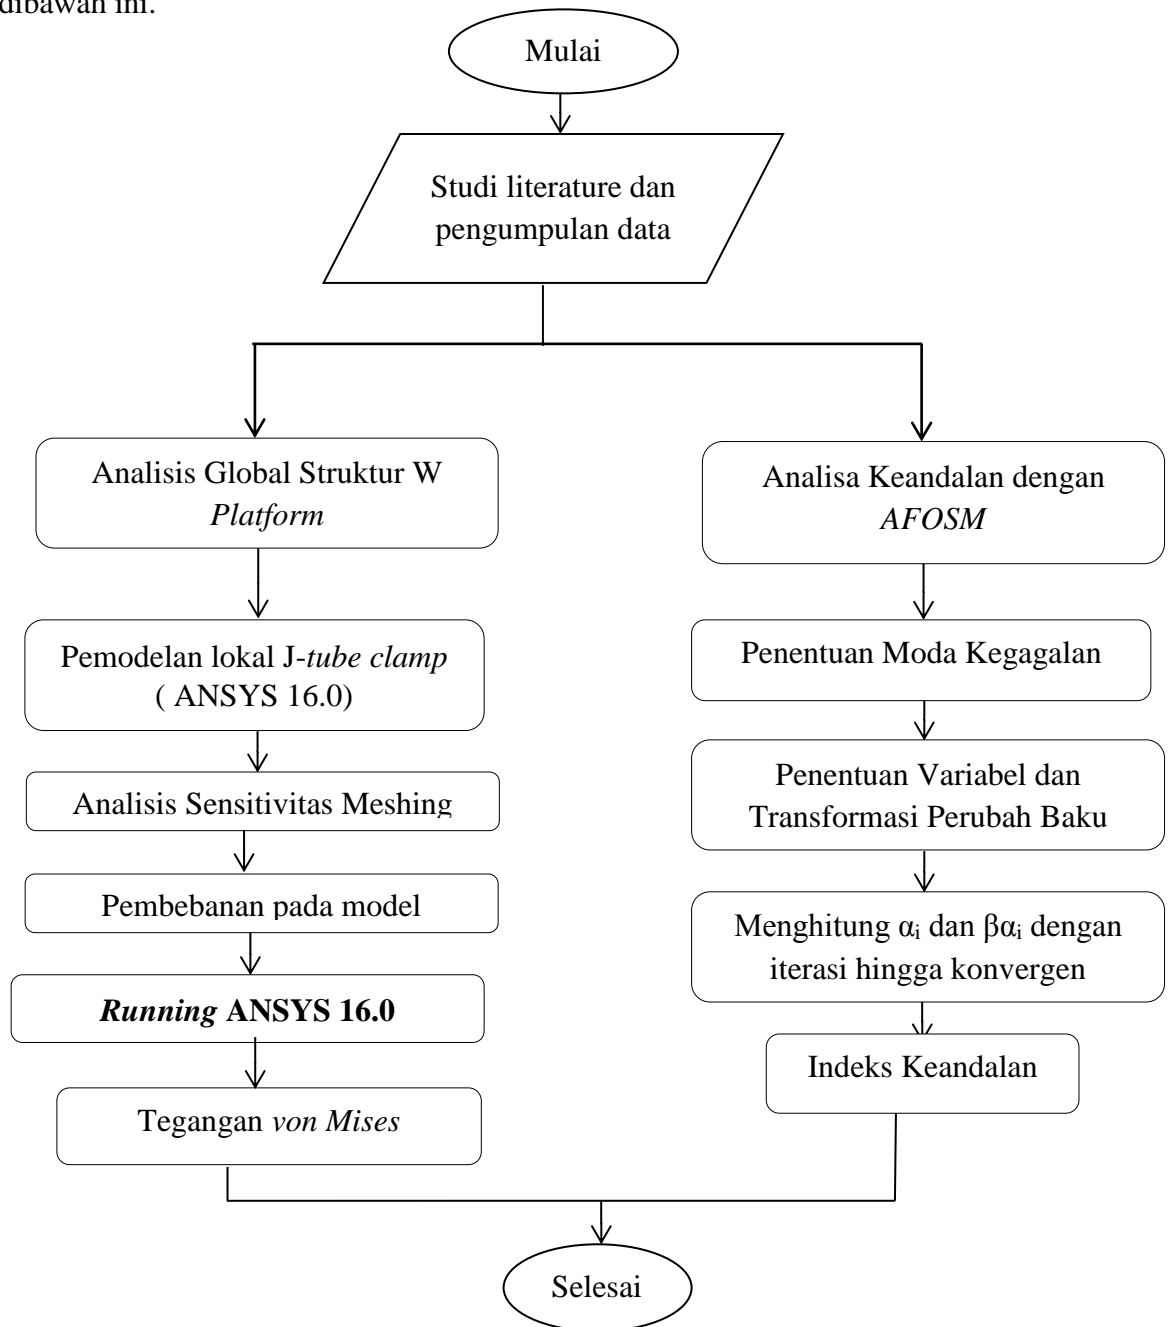 dibawah ini.
Mulai
Studi literature dan
pengumpulan data
Analisis Global Struktur W
Platform
Pemodelan lokal J-tube clamp
( ANSYS 16.0)
Analisis Sensitivitas Meshing
Pembebanan pada model
Running ANSYS 16.0
Tegangan von Mises
Analisa Keandalan dengan
AFOSM
Penentuan Moda Kegagalan
Penentuan Variabel dan
Transformasi Perubah Baku
Menghitung αᵢ dan βαᵢ dengan
iterasi hingga konvergen
Indeks Keandalan
Selesai